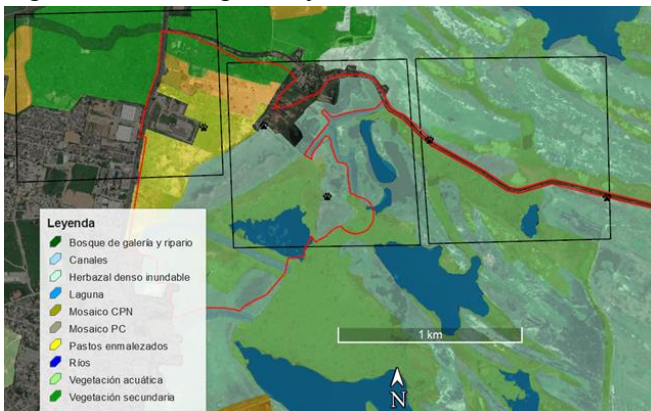 Leyenda
Bosque de galería y ripario
Canales
Herbazal denso inundable
Laguna
Mosaico CPN
Mosaico PC
Pastos enmalezados
Ríos
Vegetación acuática
Vegetación secundaria
1 km
N